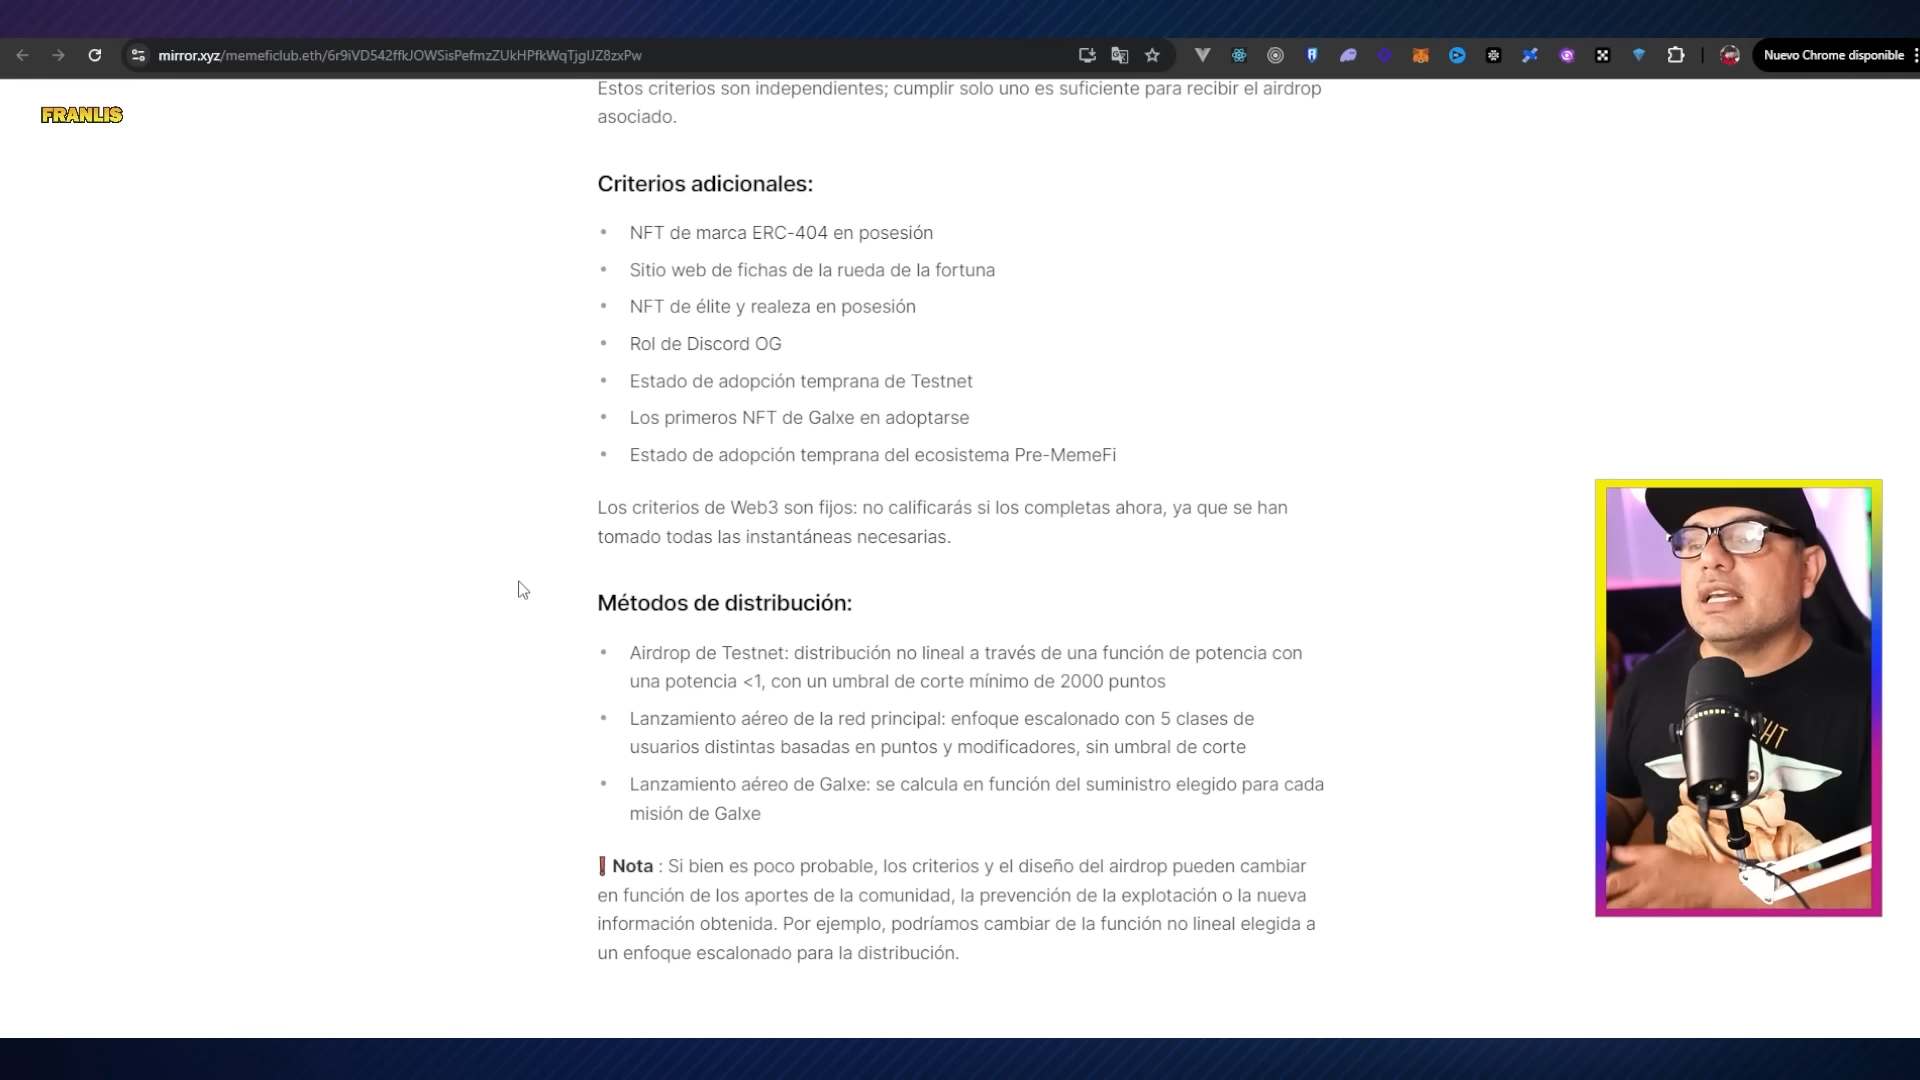 mirror.xyz/memeficlub.eth/6r9iVD542ffkJOWSisPefmzZUkHPfkWqTjgIJZ8zxPw
Nuevo Chrome disponible
FRANLIS
Estos criterios son independientes; cumplir solo uno es suficiente para recibir el airdrop
asociado.
Criterios adicionales:
• NFT de marca ERC-404 en posesión
• Sitio web de fichas de la rueda de la fortuna
• NFT de élite y realeza en posesión
• Rol de Discord OG
• Estado de adopción temprana de Testnet
• Los primeros NFT de Galxe en adoptarse
• Estado de adopción temprana del ecosistema Pre-MemeFi
Los criterios de Web3 son fijos: no calificarás si los completas ahora, ya que se han
tomado todas las instantáneas necesarias.
Métodos de distribución:
• Airdrop de Testnet: distribución no lineal a través de una función de potencia con
una potencia <1, con un umbral de corte mínimo de 2000 puntos
• Lanzamiento aéreo de la red principal: enfoque escalonado con 5 clases de
usuarios distintas basadas en puntos y modificadores, sin umbral de corte
• Lanzamiento aéreo de Galxe: se calcula en función del suministro elegido para cada
misión de Galxe
❗Nota : Si bien es poco probable, los criterios y el diseño del airdrop pueden cambiar
en función de los aportes de la comunidad, la prevención de la explotación o la nueva
información obtenida. Por ejemplo, podríamos cambiar de la función no lineal elegida a
un enfoque escalonado para la distribución.